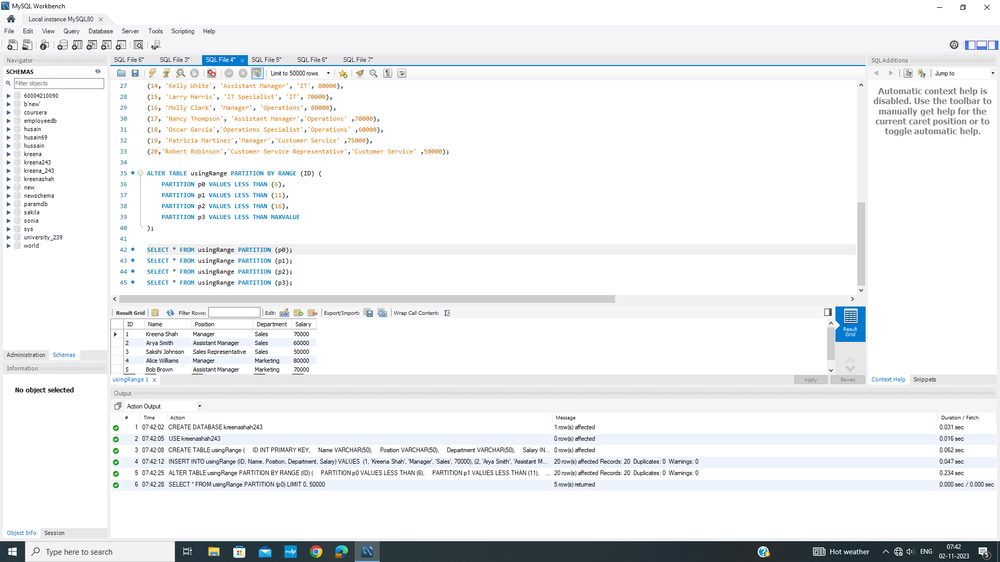 MySQL Workbench
Local instance MySQL80
File Edit View Query Database Server Tools Scripting Help
Navigator
SCHEMAS
Filter objects
60004210090
b'new'
coursera
employeedb
husain
husain69
hussain
kreena
kreena243
kreena_243
kreenashah
new
newschema
paramdb
sakila
sonia
sys
university_239
world
Administration Schemas
Information
No object selected
Object Info Session
SQL File 6* SQL File 3* SQL File 4* SQL File 5* SQL File 6* SQL File 7*
Limit to 50000 rows
27 (14, 'Kelly White', 'Assistant Manager', 'IT', 80000),
28 (15, 'Larry Harris', 'IT Specialist', 'IT', 70000),
29 (16, 'Molly Clark', 'Manager', 'Operations', 80000),
30 (17, 'Nancy Thompson', 'Assistant Manager','Operations' ,70000),
31 (18, 'Oscar Garcia','Operations Specialist','Operations' ,60000),
32 (19, 'Patricia Martinez','Manager','Customer Service' ,75000),
33 (20,'Robert Robinson','Customer Service Representative','Customer Service' ,50000);
34
35 ALTER TABLE usingRange PARTITION BY RANGE (ID) (
36 PARTITION p0 VALUES LESS THAN (6),
37 PARTITION p1 VALUES LESS THAN (11),
38 PARTITION p2 VALUES LESS THAN (16),
39 PARTITION p3 VALUES LESS THAN MAXVALUE
40 );
41
42 SELECT * FROM usingRange PARTITION (p0);
43 SELECT * FROM usingRange PARTITION (p1);
44 SELECT * FROM usingRange PARTITION (p2);
45 SELECT * FROM usingRange PARTITION (p3);
Result Grid Filter Rows: Edit: Export/Import: Wrap Cell Content:
ID Name Position Department Salary
1 Kreena Shah Manager Sales 70000
2 Arya Smith Assistant Manager Sales 60000
3 Sakshi Johnson Sales Representative Sales 50000
4 Alice Williams Manager Marketing 80000
5 Bob Brown Assistant Manager Marketing 70000
Result
Grid
usingRange 1
Apply Revert
SQLAdditions
Jump to
Automatic context help is
disabled. Use the toolbar to
manually get help for the
current caret position or to
toggle automatic help.
Context Help Snippets
Output
Action Output
# Time Action Message Duration / Fetch
1 07:42:02 CREATE DATABASE kreenashah243 1 row(s) affected 0.031 sec
2 07:42:05 USE kreenashah243 0 row(s) affected 0.016 sec
3 07:42:08 CREATE TABLE usingRange ( ID INT PRIMARY KEY, Name VARCHAR(50), Position VARCHAR(50), Department VARCHAR(50), Salary IN... 0 row(s) affected 0.062 sec
4 07:42:12 INSERT INTO usingRange (ID, Name, Position, Department, Salary) VALUES (1, 'Kreena Shah', 'Manager', 'Sales', 70000), (2, 'Arya Smith', 'Assistant M... 20 row(s) affected Records: 20 Duplicates: 0 Warnings: 0 0.047 sec
5 07:42:25 ALTER TABLE usingRange PARTITION BY RANGE (ID) ( PARTITION p0 VALUES LESS THAN (6), PARTITION p1 VALUES LESS THAN (11), ... 20 row(s) affected Records: 20 Duplicates: 0 Warnings: 0 0.234 sec
6 07:42:28 SELECT * FROM usingRange PARTITION (p0) LIMIT 0, 50000 5 row(s) returned 0.000 sec / 0.000 sec
Type here to search
myhp
Hot weather
ENG
07:42
02-11-2023
5